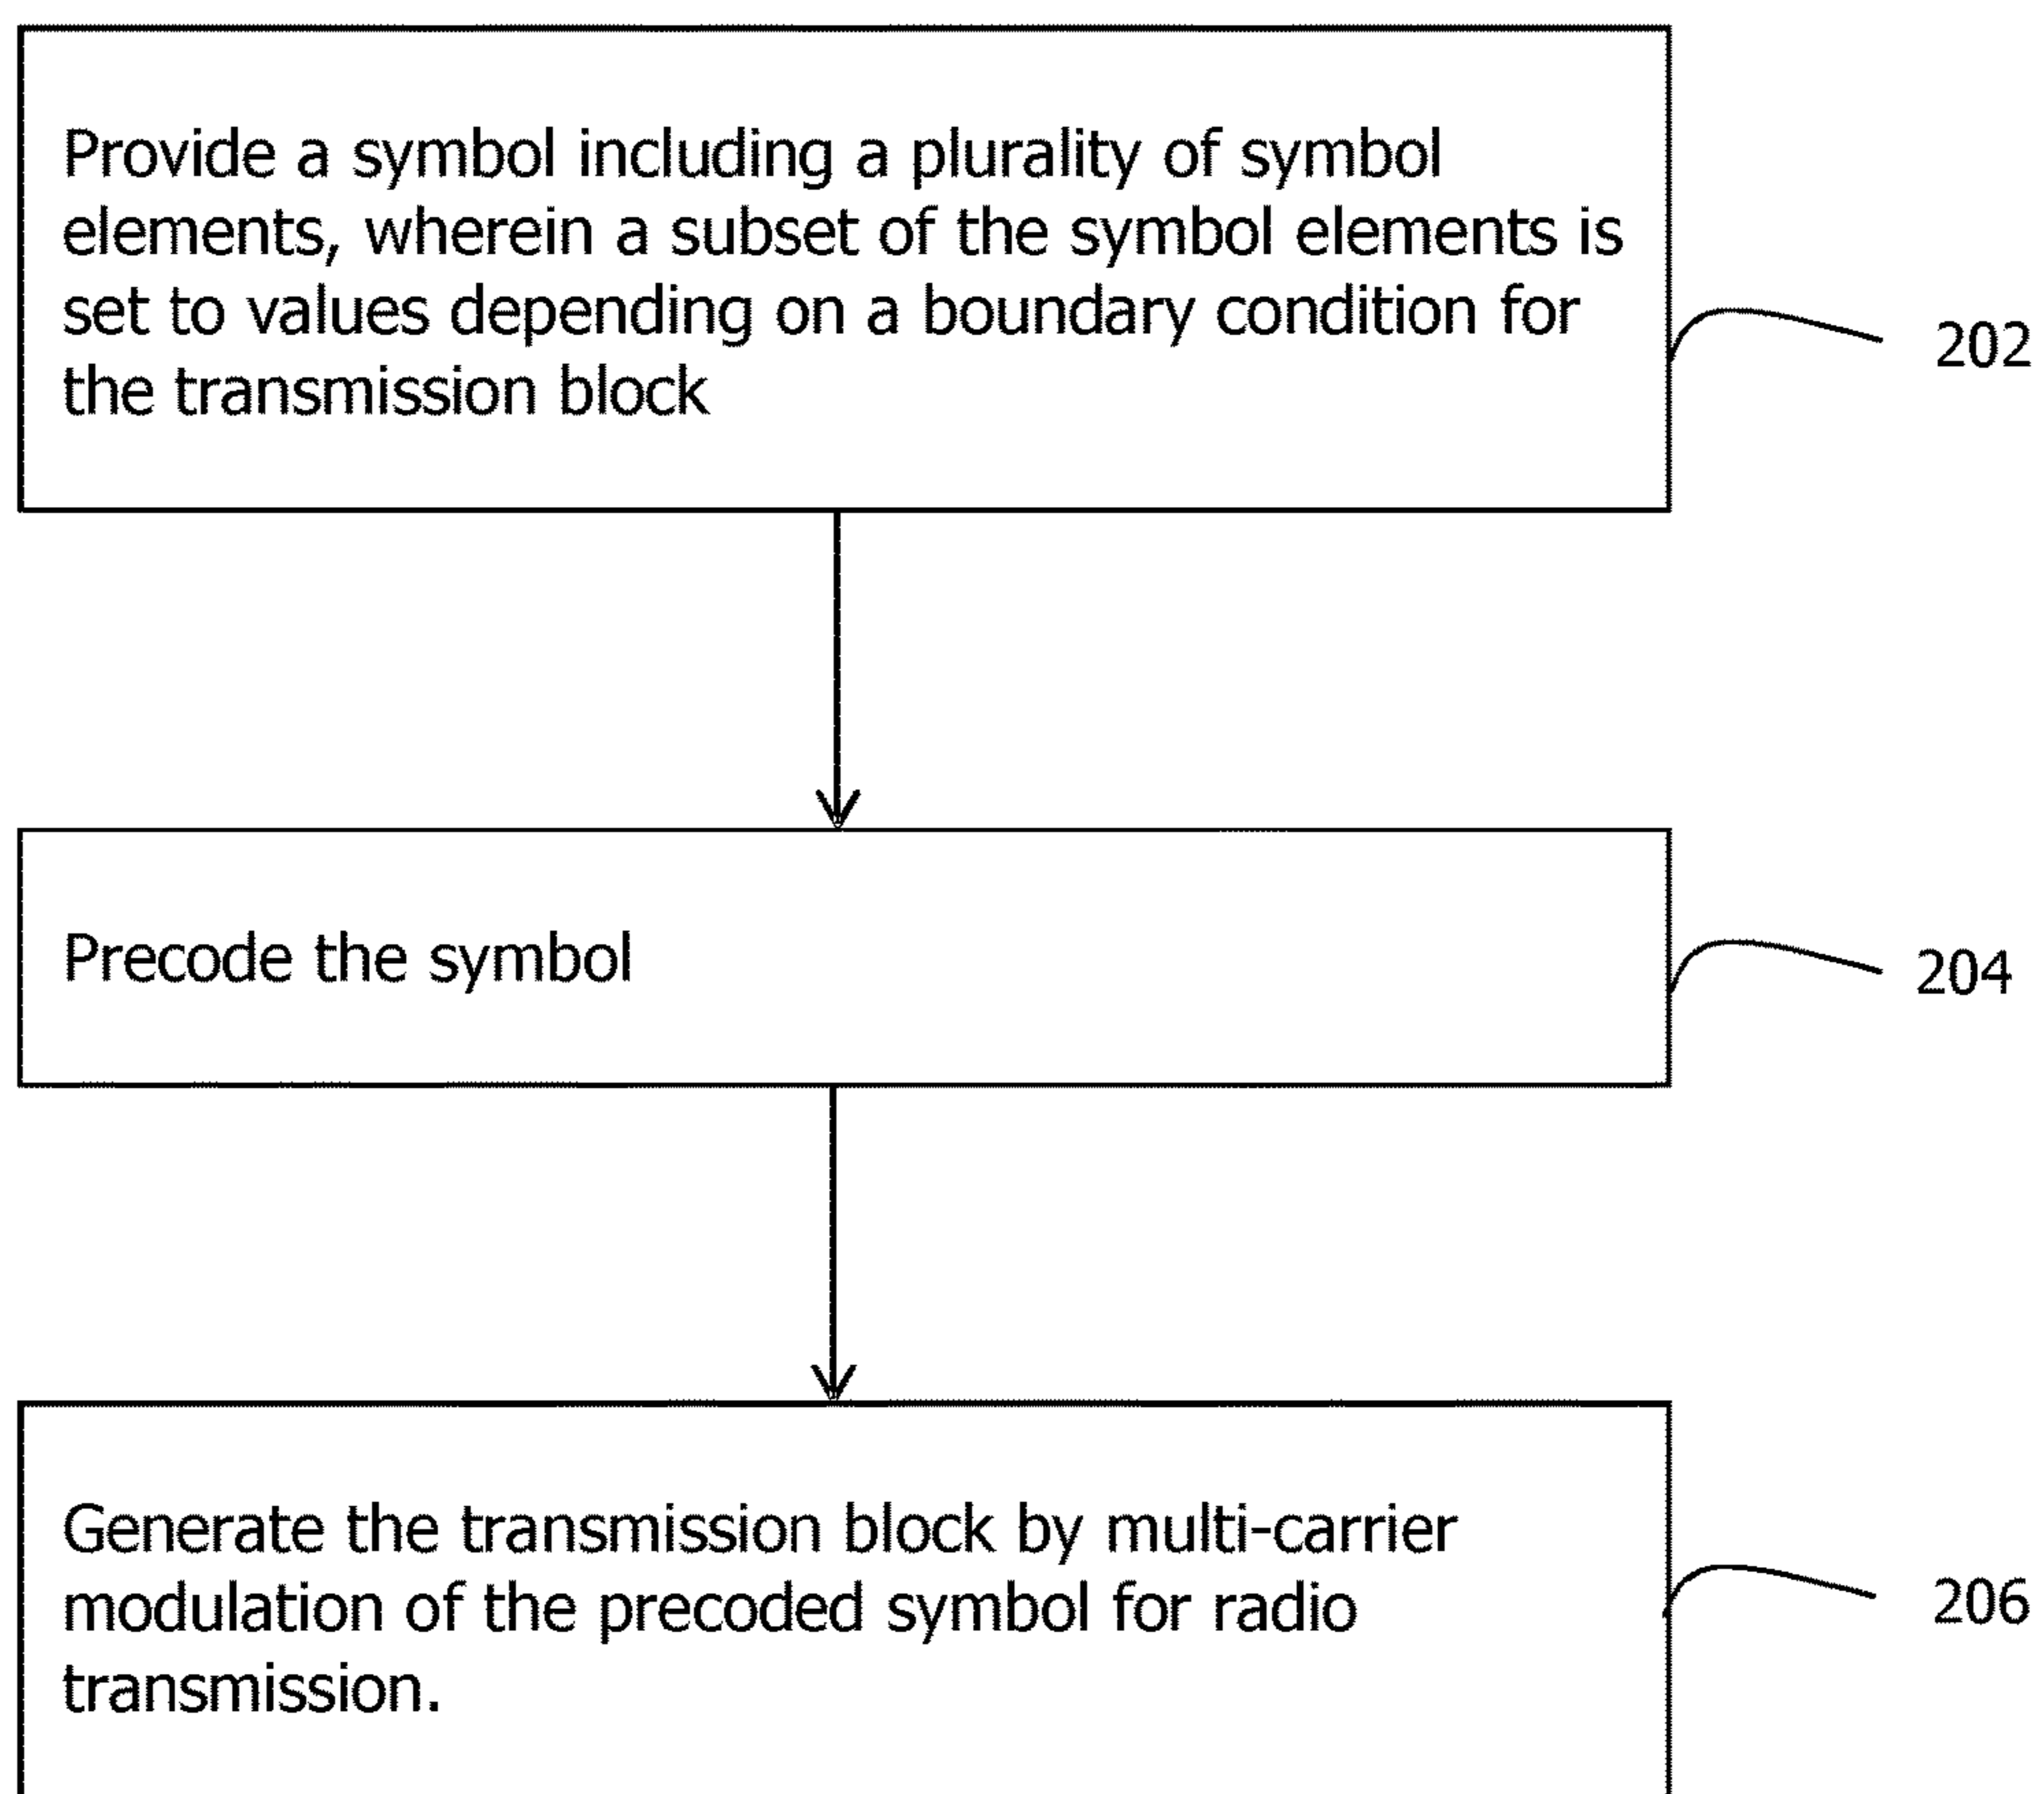 Provide a symbol including a plurality of symbol
elements, wherein a subset of the symbol elements is
set to values depending on a boundary condition for
the transmission block
202
Precode the symbol
204
Generate the transmission block by multi-carrier
modulation of the precoded symbol for radio
transmission.
206